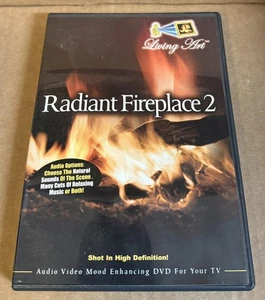 Living Art™
Radiant Fireplace 2
Audio Options:
Choose The Natural
Sounds Of The Scene,
Many Cuts Of Relaxing
Music or Both!
Shot In High Definition!
Audio Video Mood Enhancing DVD For Your TV